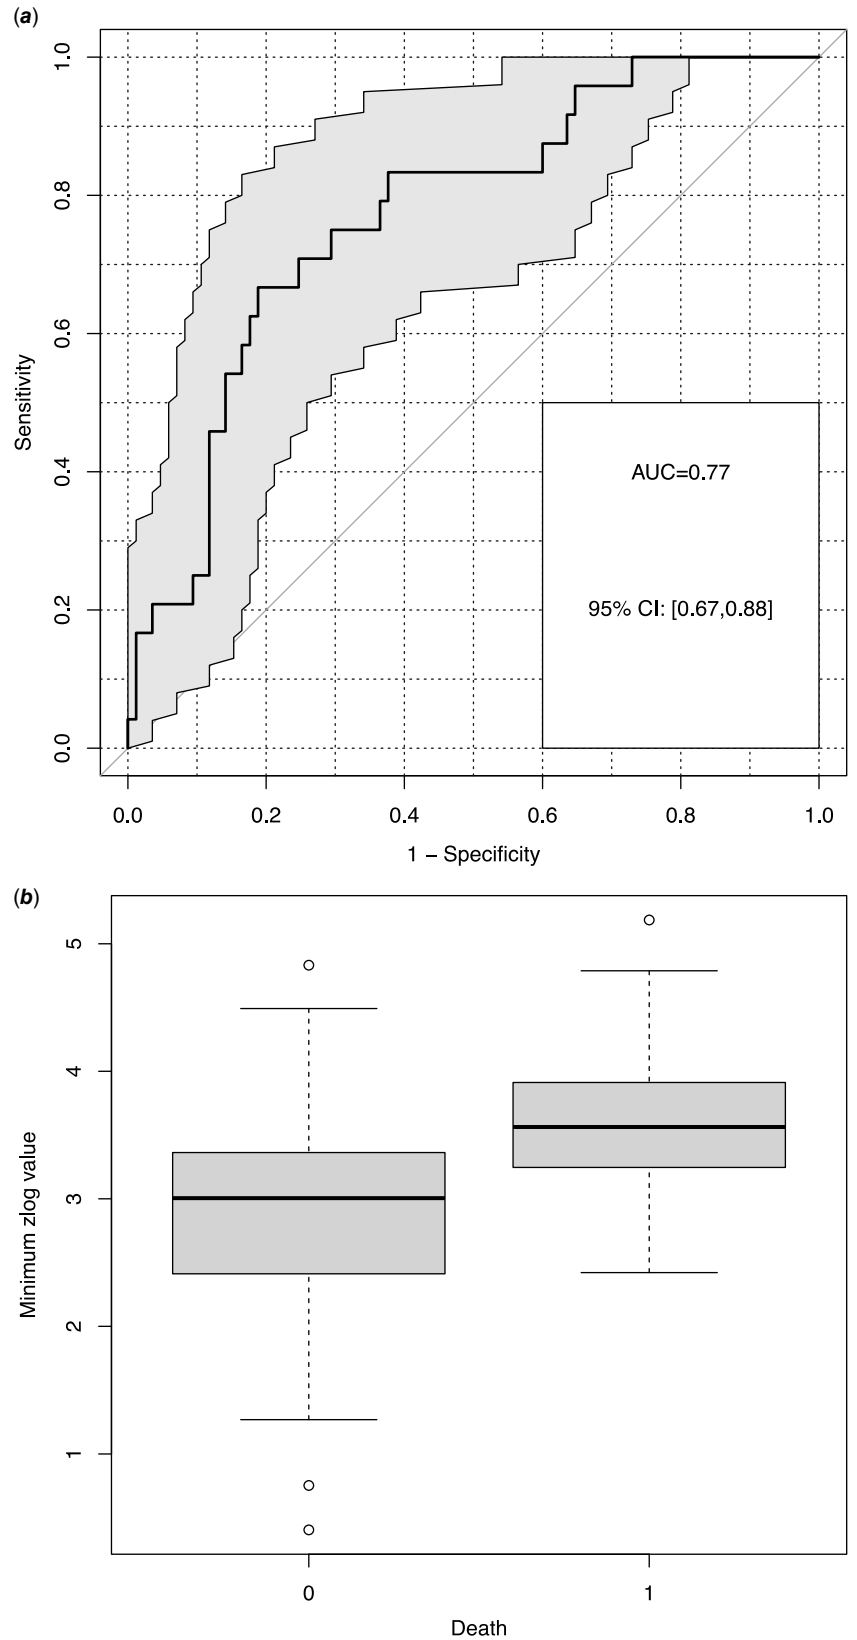 (a)
1.0
0.8
0.6
0.4
0.2
0.0
Sensitivity
AUC=0.77
95% CI: [0.67,0.88]
0.0 0.2 0.4 0.6 0.8 1.0
1 − Specificity
(b)
5
4
3
2
1
Minimum zlog value
0 1
Death